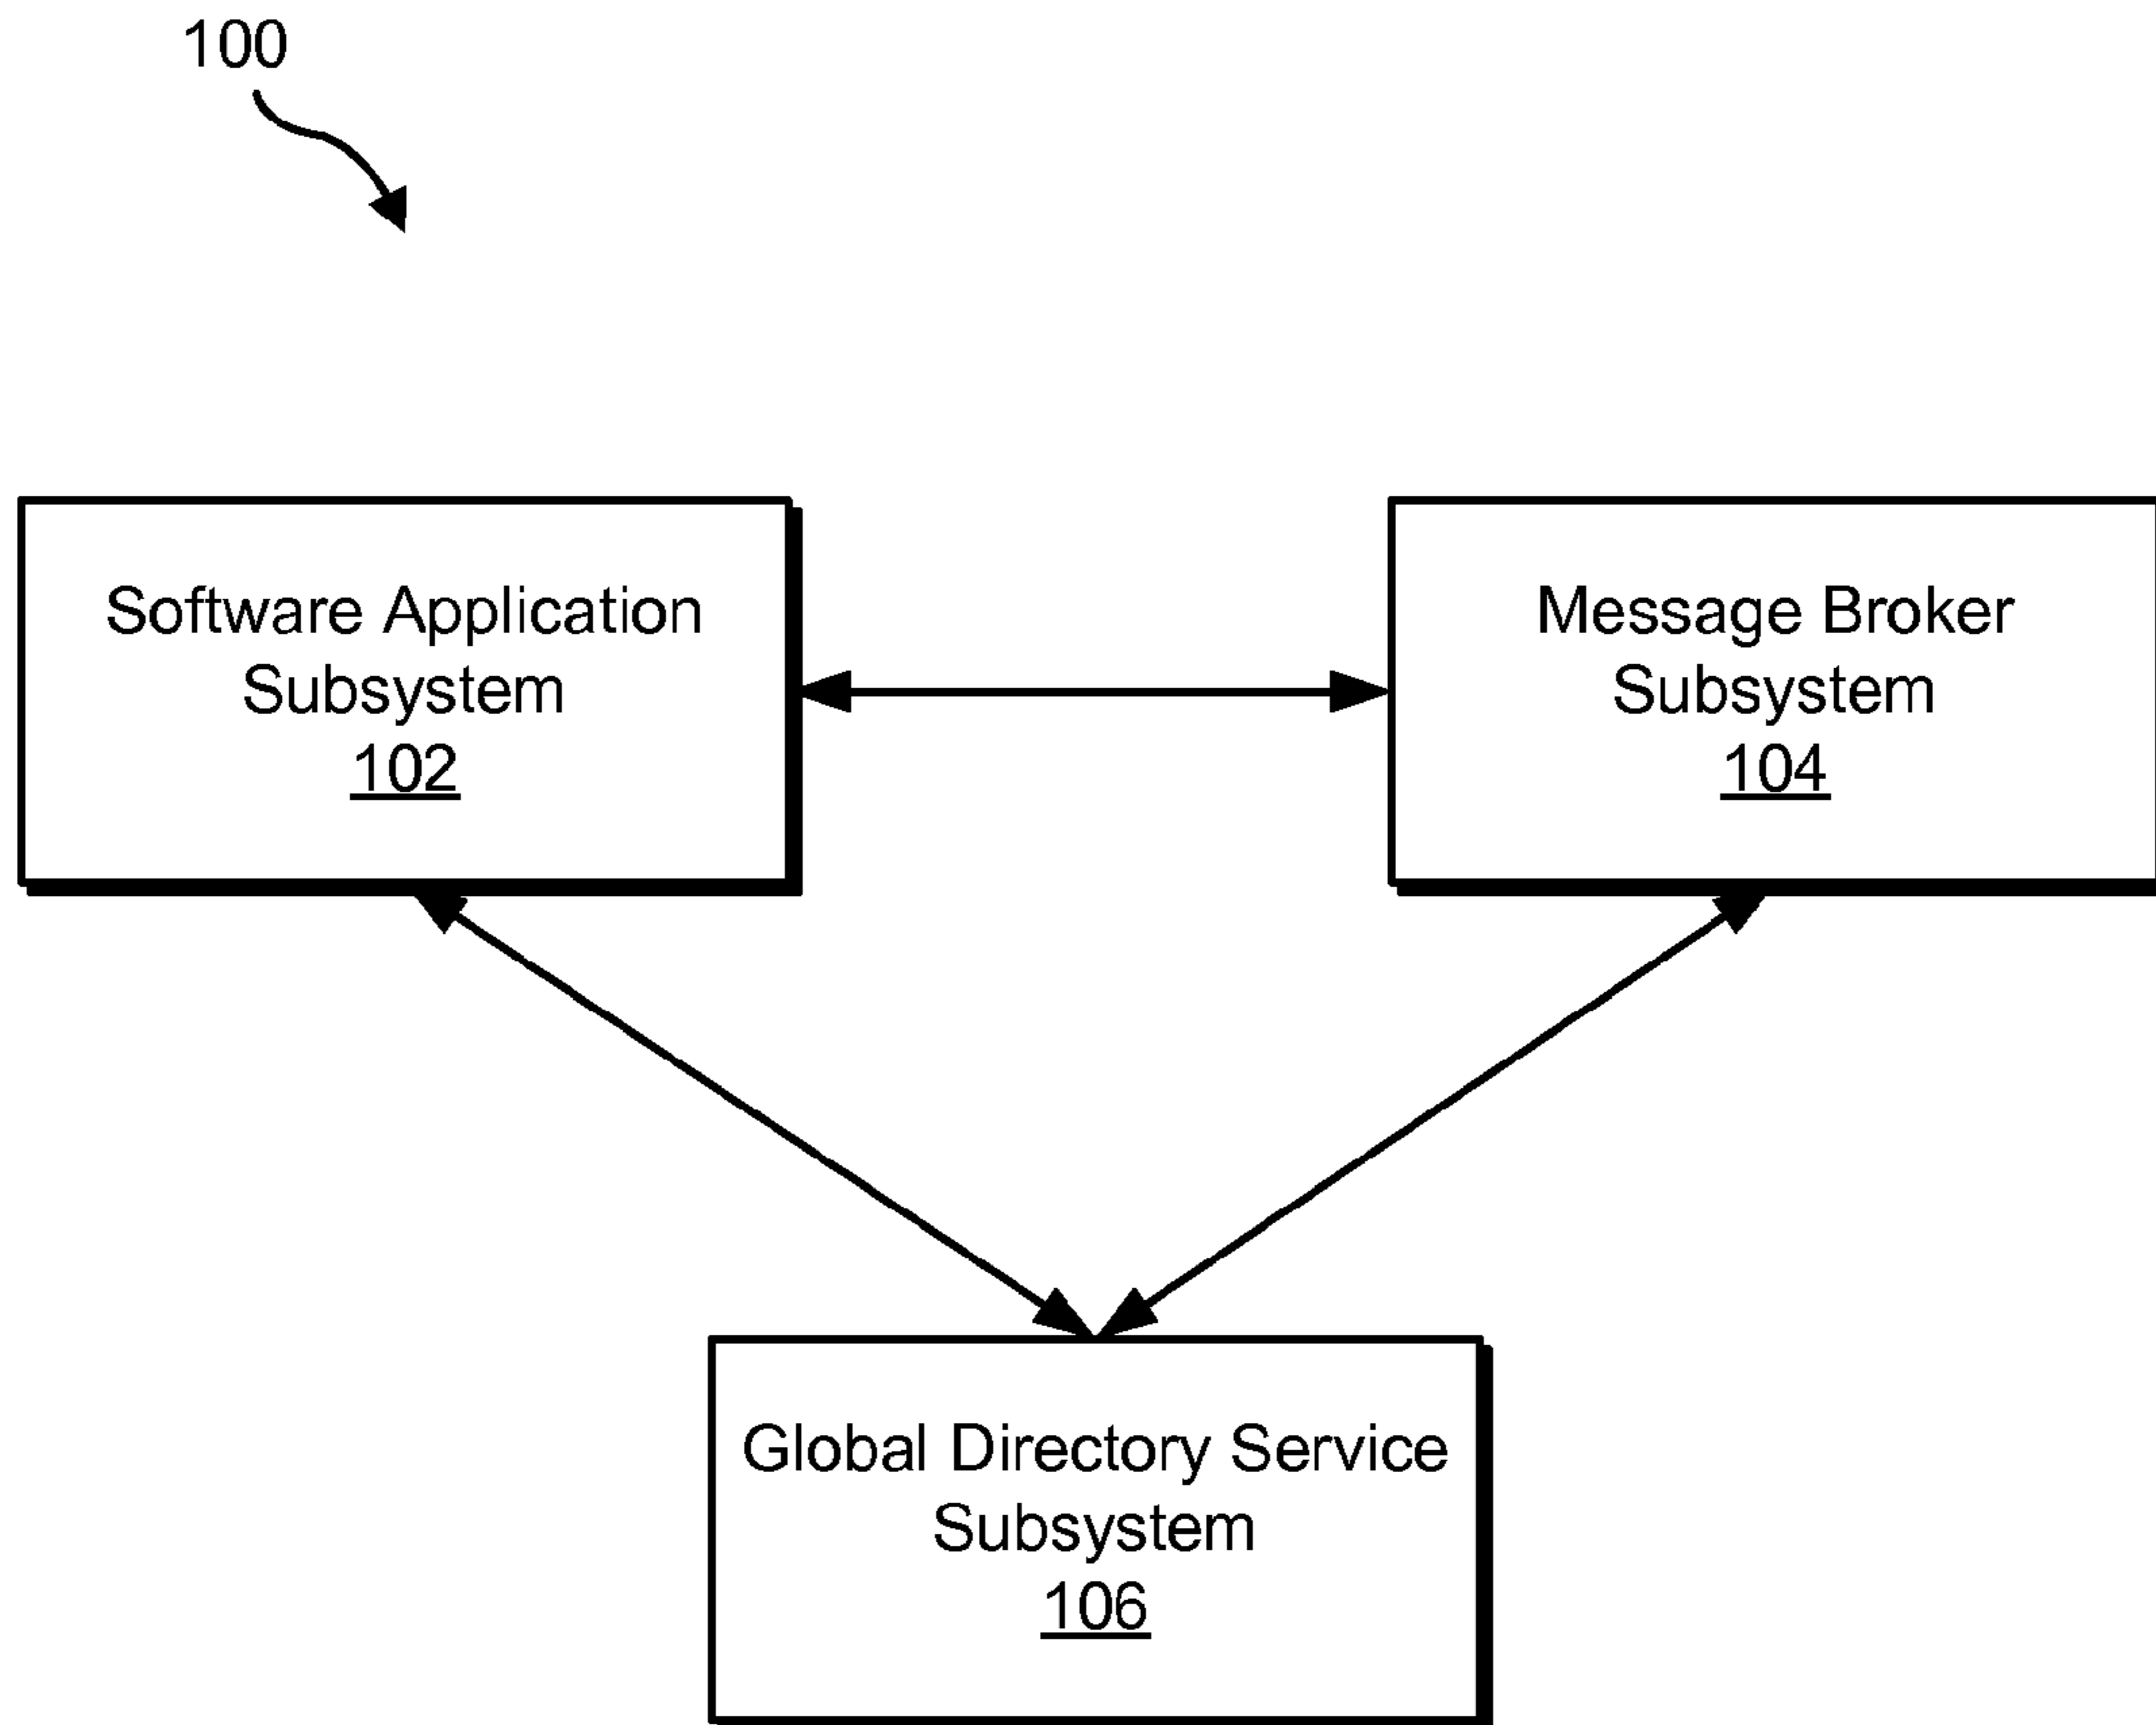 100
Software Application
Subsystem
102
Message Broker
Subsystem
104
Global Directory Service
Subsystem
106